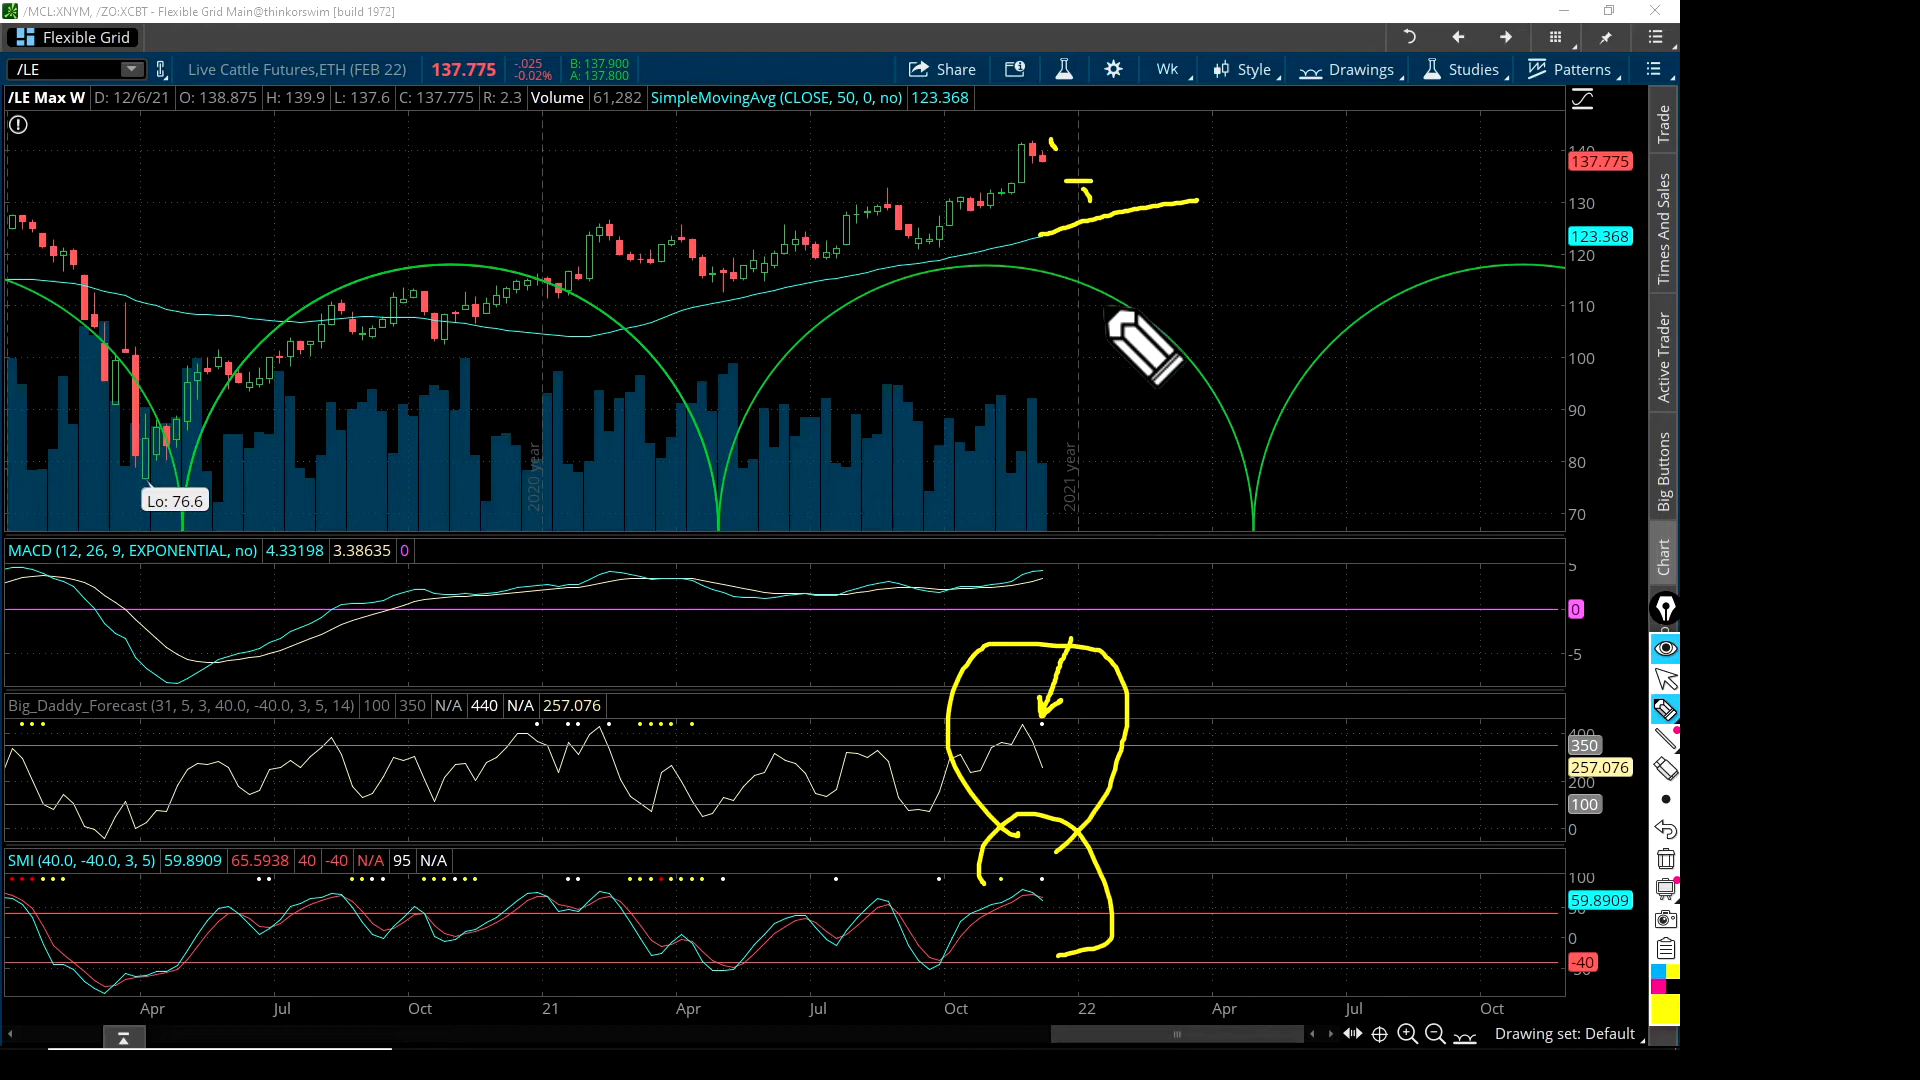 /MCL:XNYM, /ZO:XCBT - Flexible Grid Main@thinkorswim [build 1972]
Flexible Grid
/LE Live Cattle Futures,ETH (FEB 22) 137.775 -.025 -0.02% B: 137.900 A: 137.800 Share Wk Style Drawings Studies Patterns
/LE Max W D: 12/6/21 O: 138.875 H: 139.9 L: 137.6 C: 137.775 R: 2.3 Volume 61,282 SimpleMovingAvg (CLOSE, 50, 0, no) 123.368
140
137.775
130
123.368
120
110
100
90
80
70
Lo: 76.6
2020 year
2021 year
MACD (12, 26, 9, EXPONENTIAL, no) 4.33198 3.38635 0
5
0
-5
Big_Daddy_Forecast (31, 5, 3, 40.0, -40.0, 3, 5, 14) 100 350 N/A 440 N/A 257.076
400
350
257.076
200
100
0
SMI (40.0, -40.0, 3, 5) 59.8909 65.5938 40 -40 N/A 95 N/A
100
59.8909
0
-40
Apr Jul Oct 21 Apr Jul Oct 22 Apr Jul Oct
Drawing set: Default
Trade
Times And Sales
Active Trader
Big Buttons
Chart